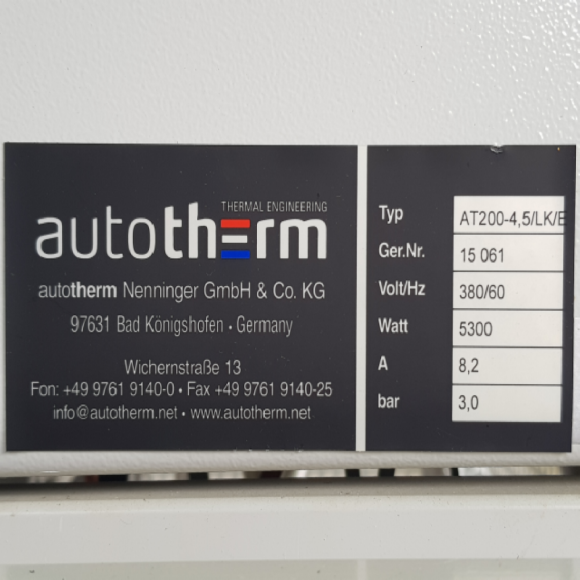 THERMAL ENGINEERING
autotherm
autotherm Nenninger GmbH & Co. KG
97631 Bad Königshofen • Germany
Wichernstraße 13
Fon: +49 9761 9140-0 • Fax +49 9761 9140-25
info@autotherm.net • www.autotherm.net
Typ AT200-4,5/LK/E
Ger.Nr. 15 061
Volt/Hz 380/60
Watt 5300
A 8,2
bar 3,0